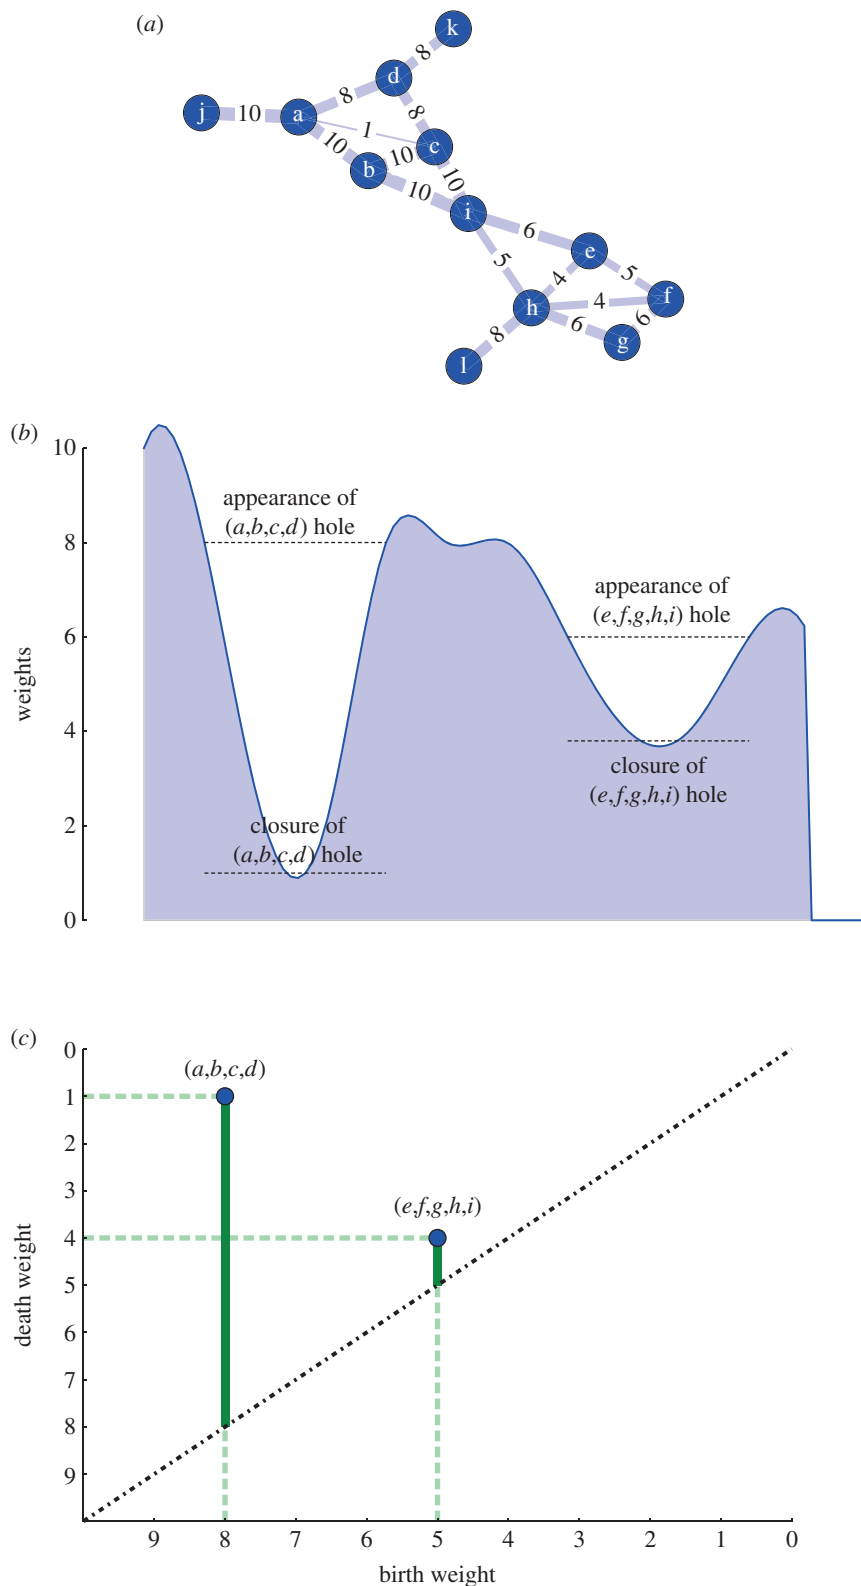 (a)
k
8
d
8
j
10
a
8
1
c
10
10
b
10
10
i
6
e
5
4
5
f
h
4
6
6
g
8
l
(b)
10
appearance of
(a,b,c,d) hole
8
appearance of
(e,f,g,h,i) hole
6
weights
4
closure of
(e,f,g,h,i) hole
2
closure of
(a,b,c,d) hole
0
(c)
0
(a,b,c,d)
1
2
3
(e,f,g,h,i)
4
5
death weight
6
7
8
9
9 8 7 6 5 4 3 2 1 0
birth weight